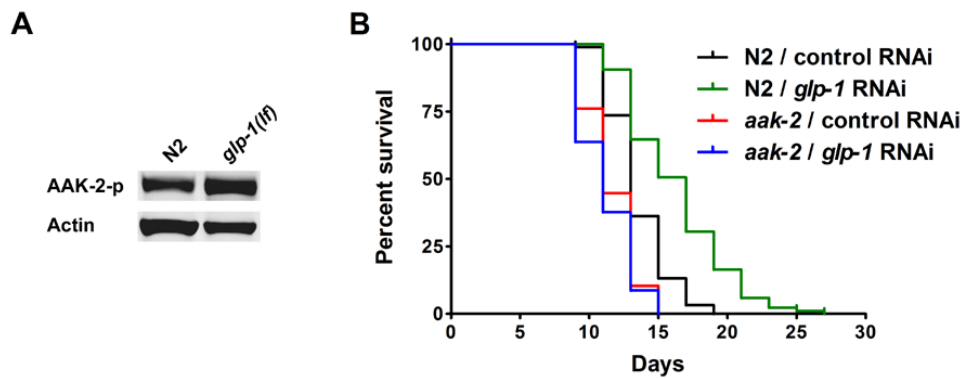 A
N2
glp-1(lf)
AAK-2-p
Actin
B
Percent survival
100
75
50
25
0
0
5
10
15
20
25
30
Days
N2 / control RNAi
N2 / glp-1 RNAi
aak-2 / control RNAi
aak-2 / glp-1 RNAi